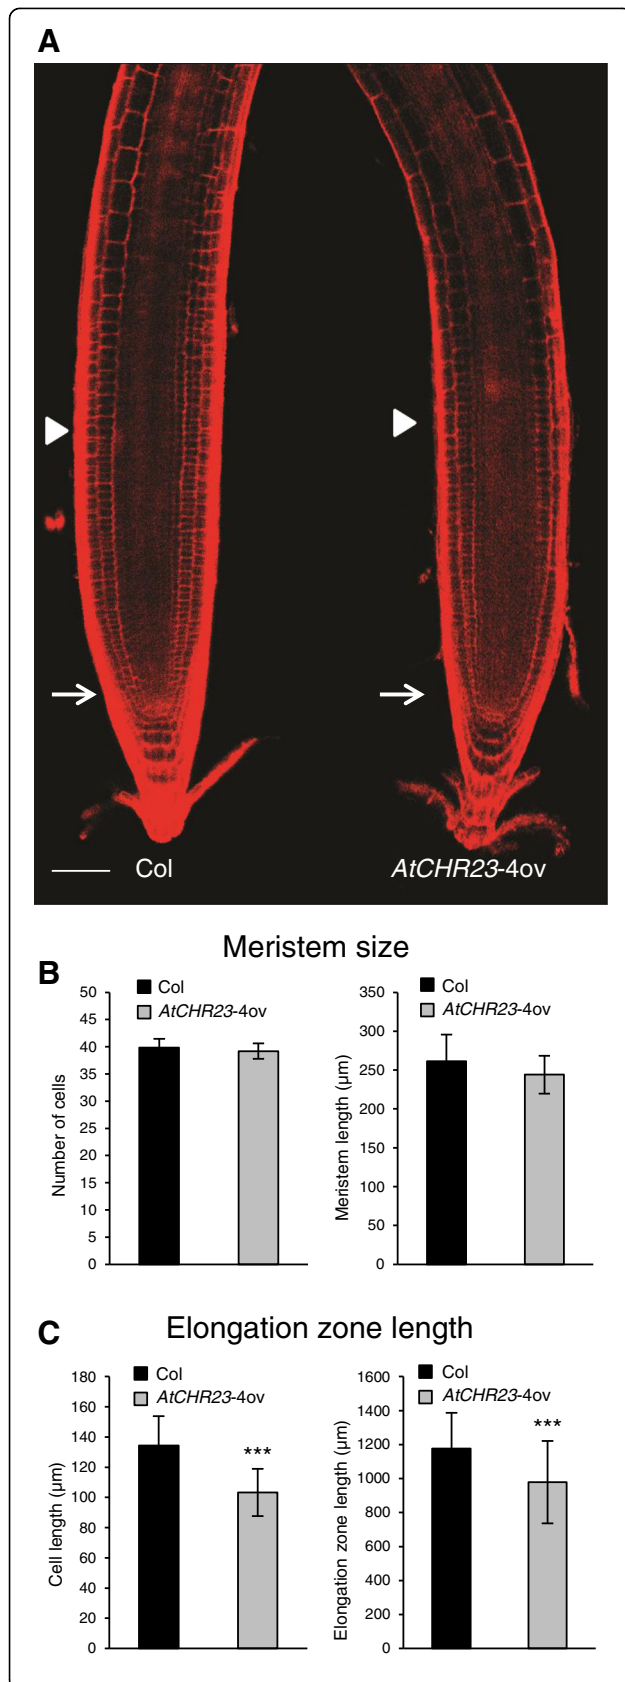 A
Col AtCHR23-4ov
Meristem size
B
Col
AtCHR23-4ov
Number of cells
50
45
40
35
30
25
20
15
10
5
0
Col
AtCHR23-4ov
Meristem length (µm)
350
300
250
200
150
100
50
0
Elongation zone length
C
Col
AtCHR23-4ov
Cell length (µm)
180
160
140
120
100
80
60
40
20
0
***
Col
AtCHR23-4ov
Elongation zone length (µm)
1600
1400
1200
1000
800
600
400
200
0
***